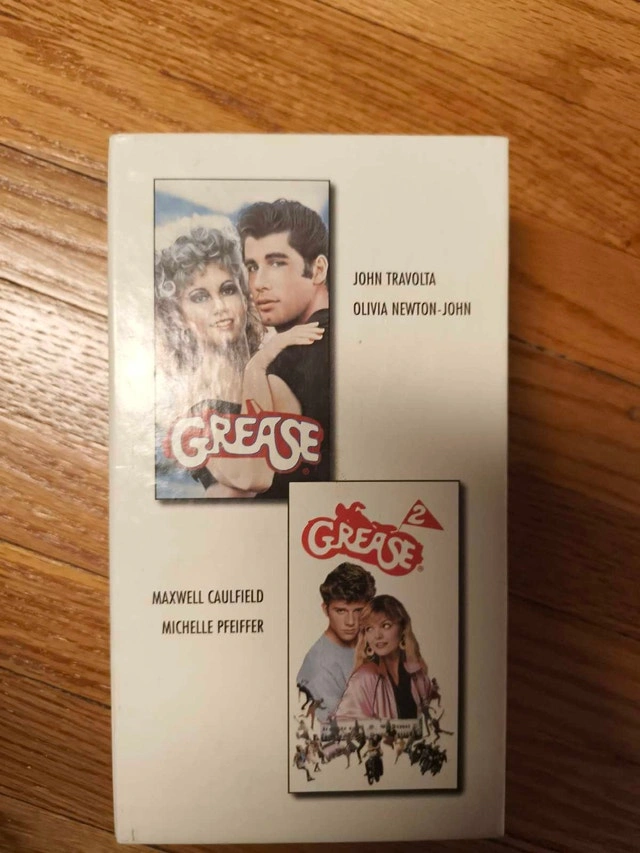 JOHN TRAVOLTA
OLIVIA NEWTON-JOHN
GREASE
2
GREASE
MAXWELL CAULFIELD
MICHELLE PFEIFFER